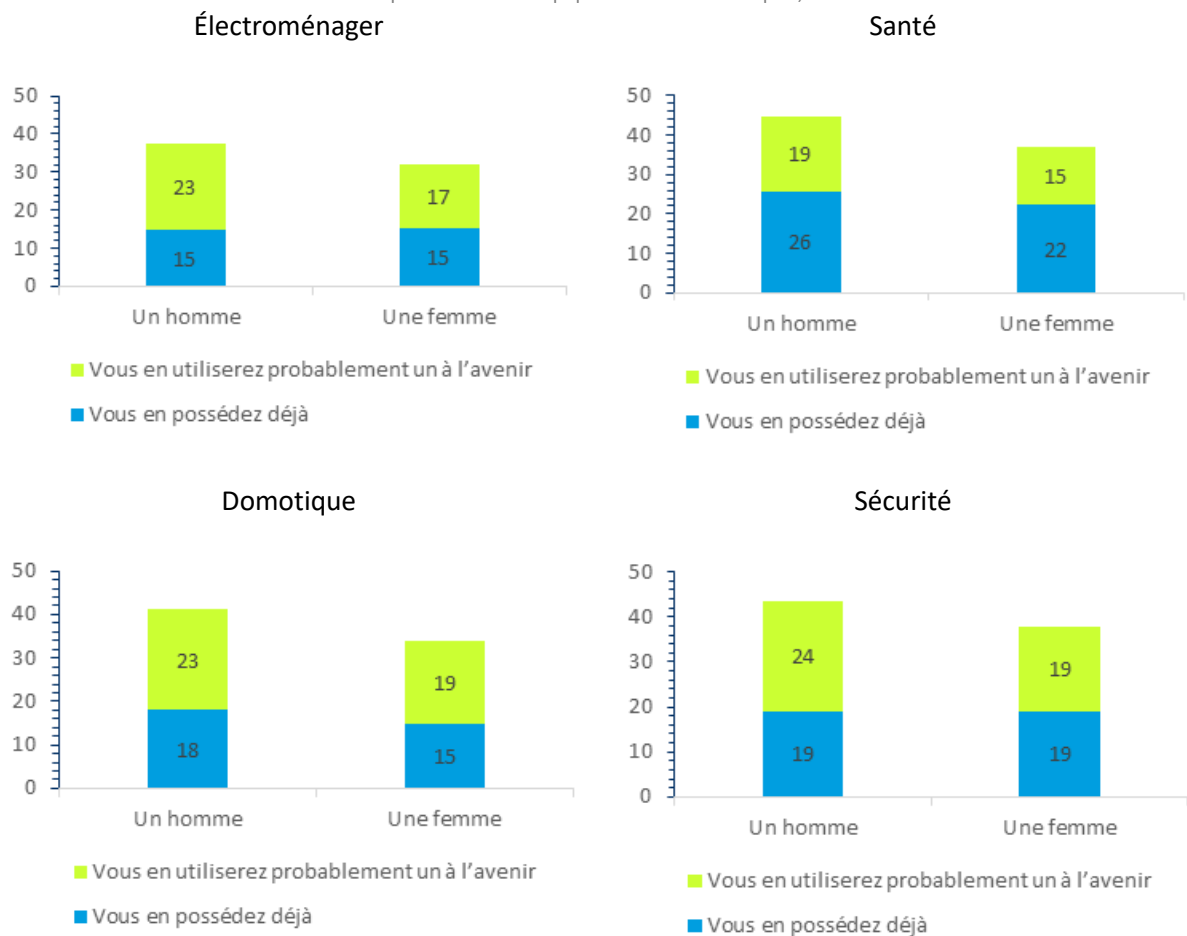 Électroménager
50
40
30
20
10
0
23
15
17
15
Un homme
Une femme
Vous en utiliserez probablement un à l’avenir
Vous en possédez déjà
Santé
50
40
30
20
10
0
19
26
15
22
Un homme
Une femme
Vous en utiliserez probablement un à l’avenir
Vous en possédez déjà
Domotique
50
40
30
20
10
0
23
18
19
15
Un homme
Une femme
Vous en utiliserez probablement un à l’avenir
Vous en possédez déjà
Sécurité
50
40
30
20
10
0
24
19
19
19
Un homme
Une femme
Vous en utiliserez probablement un à l’avenir
Vous en possédez déjà